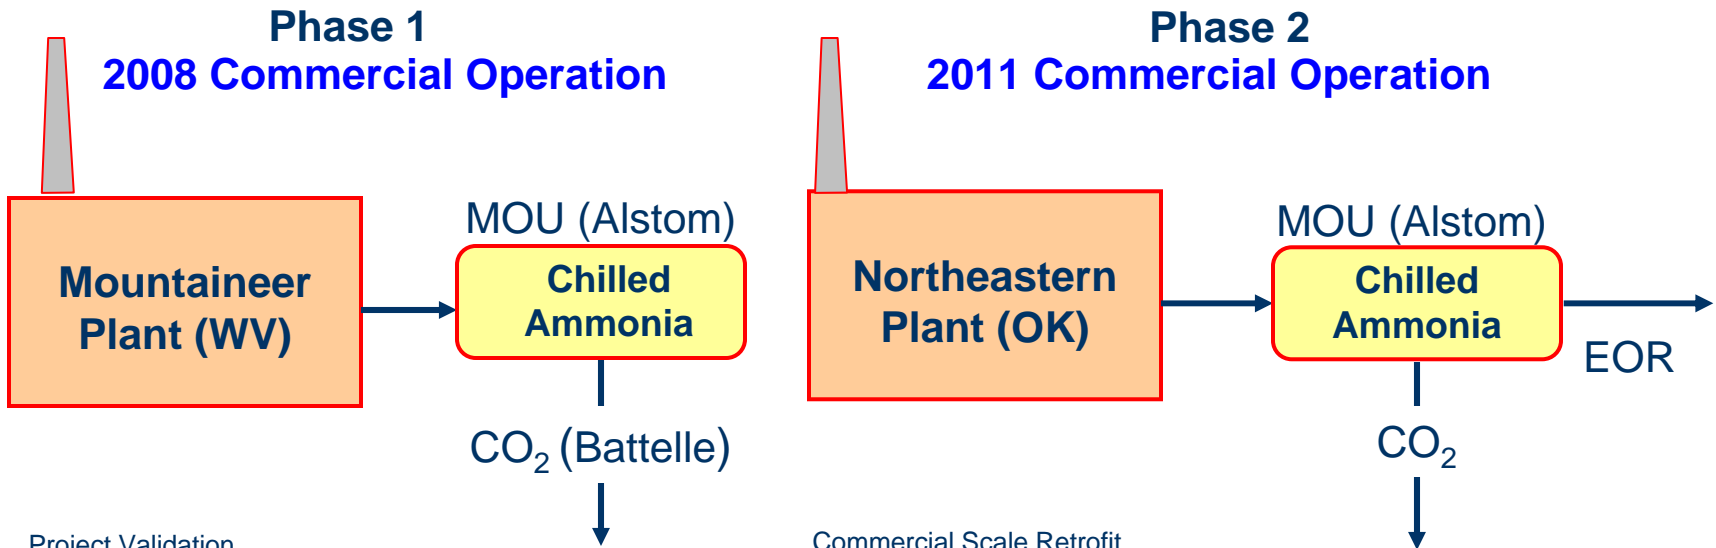 Phase 1
2008 Commercial Operation
MOU (Alstom)
Mountaineer
Plant (WV)
Chilled
Ammonia
CO₂ (Battelle)
Project Validation
Phase 2
2011 Commercial Operation
MOU (Alstom)
Northeastern
Plant (OK)
Chilled
Ammonia
EOR
CO₂
Commercial Scale Retrofit